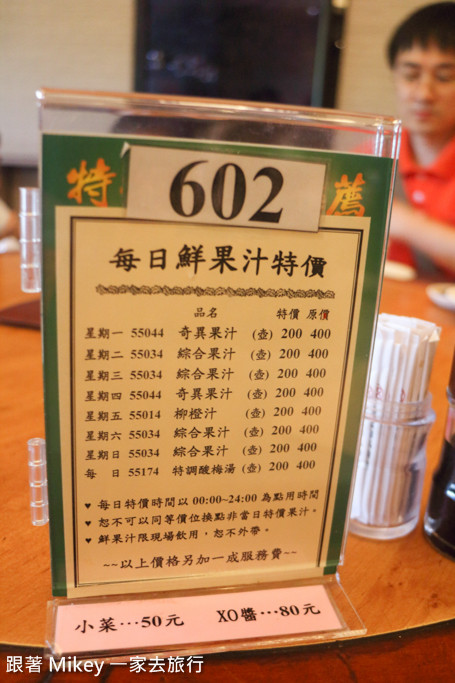 特
602
薦
每日鮮果汁特價
品名 特價 原價
星期一 55044 奇異果汁 (壺) 200 400
星期二 55034 綜合果汁 (壺) 200 400
星期三 55034 綜合果汁 (壺) 200 400
星期四 55044 奇異果汁 (壺) 200 400
星期五 55014 柳橙汁 (壺) 200 400
星期六 55034 綜合果汁 (壺) 200 400
星期日 55034 綜合果汁 (壺) 200 400
每 日 55174 特調酸梅湯 (壺) 200 400
♥ 每日特價時間以 00:00~24:00 為點用時間
♥ 恕不可以同等價位換點非當日特價果汁。
♥ 鮮果汁限現場飲用，恕不外帶。
~~以上價格另加一成服務費~~
小菜…50元 XO醬…80元
跟著 Mikey 一家去旅行